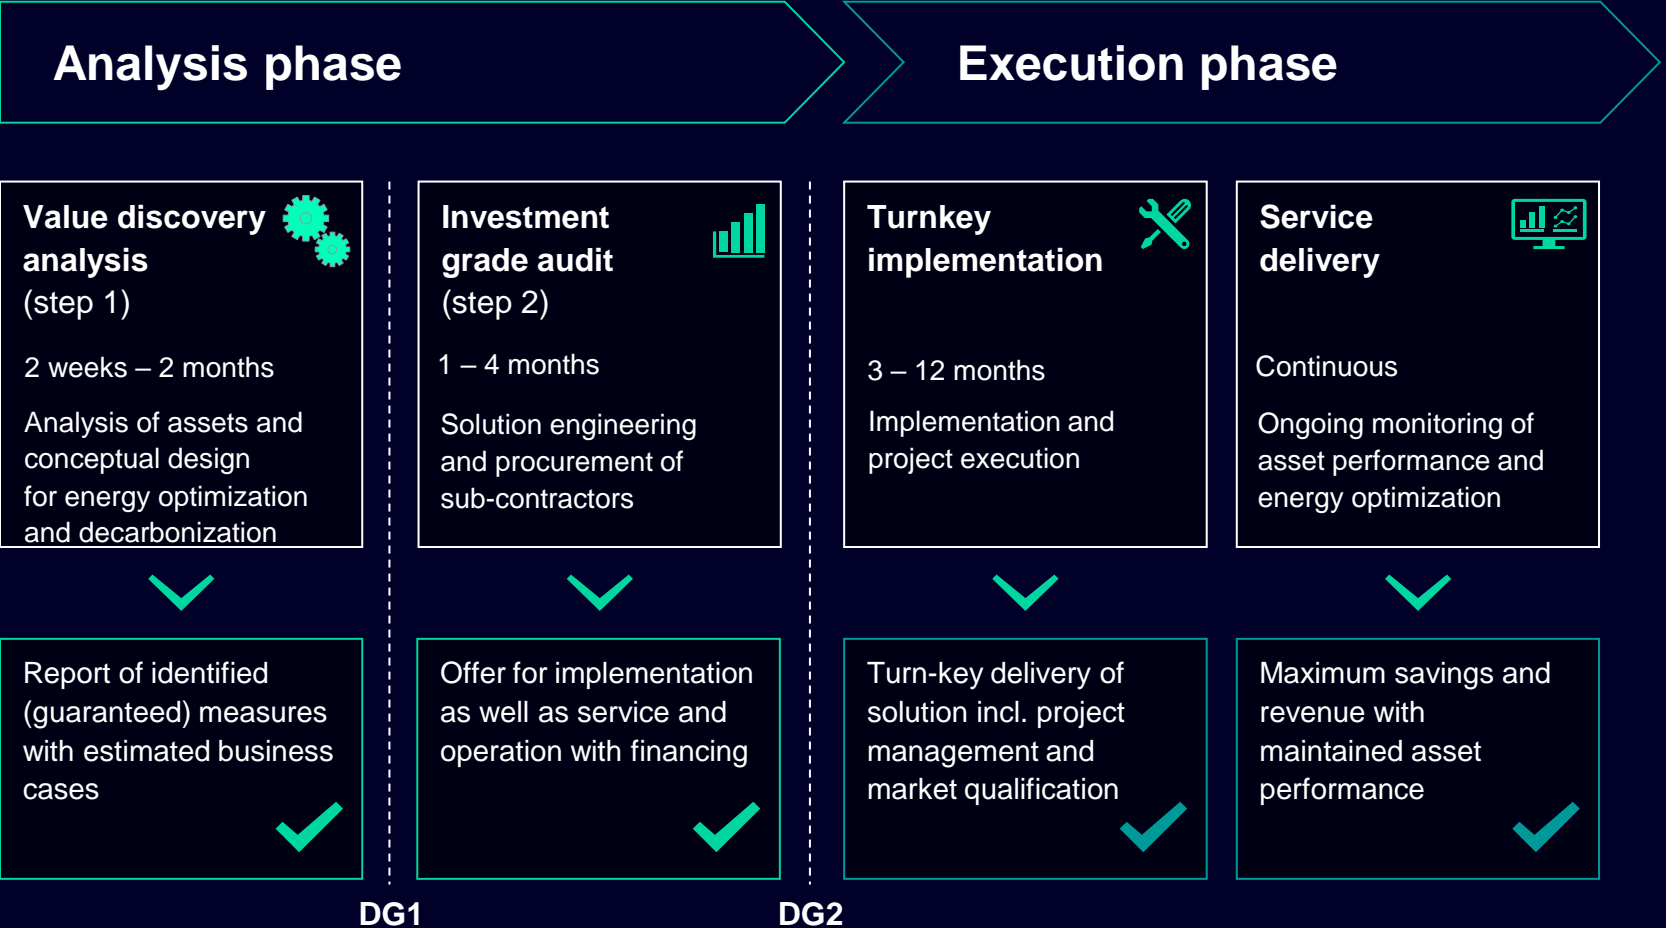 Analysis phase
Execution phase
Value discovery
analysis
(step 1)
2 weeks – 2 months
Analysis of assets and
conceptual design
for energy optimization
and decarbonization
Investment
grade audit
(step 2)
1 – 4 months
Solution engineering
and procurement of
sub-contractors
Turnkey
implementation
3 – 12 months
Implementation and
project execution
Service
delivery
Continuous
Ongoing monitoring of
asset performance and
energy optimization
Report of identified
(guaranteed) measures
with estimated business
cases
Offer for implementation
as well as service and
operation with financing
Turn-key delivery of
solution incl. project
management and
market qualification
Maximum savings and
revenue with
maintained asset
performance
DG1
DG2